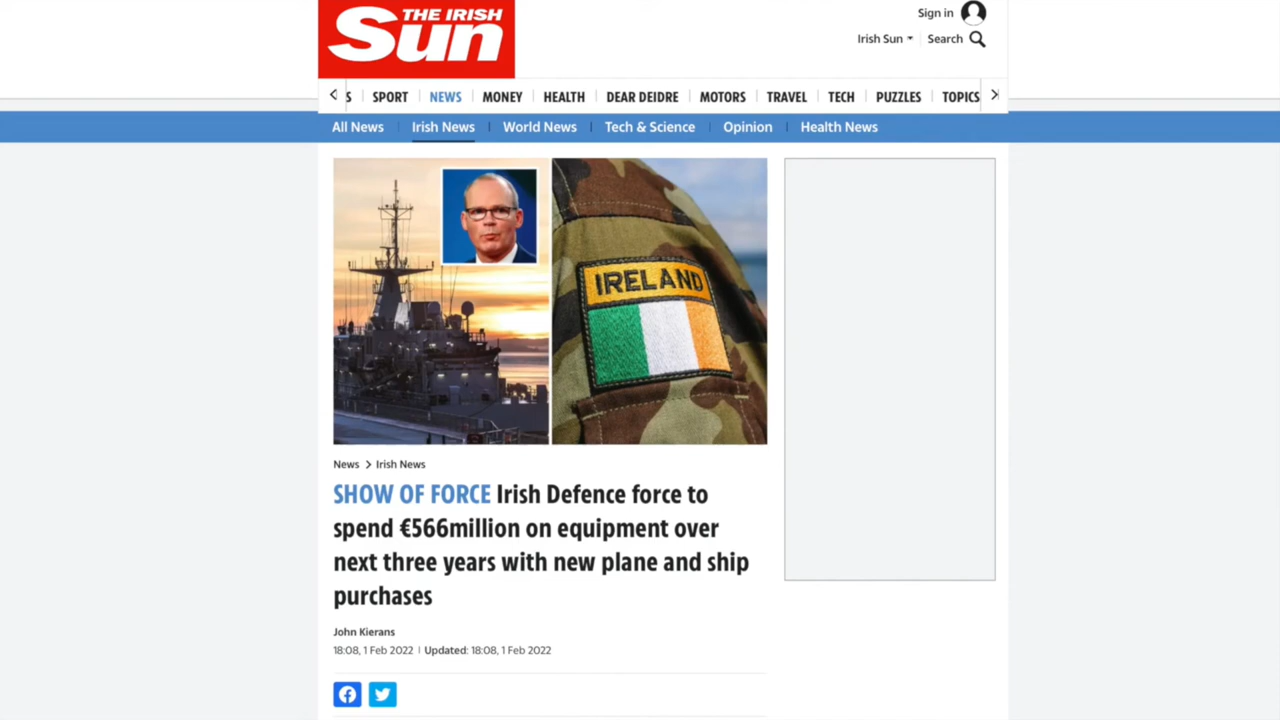 THE IRISH
Sun
Sign in
Irish Sun
Search
S
SPORT
NEWS
MONEY
HEALTH
DEAR DEIDRE
MOTORS
TRAVEL
TECH
PUZZLES
TOPICS
All News
Irish News
World News
Tech & Science
Opinion
Health News
IRELAND
News > Irish News
SHOW OF FORCE Irish Defence force to
spend €566million on equipment over
next three years with new plane and ship
purchases
John Kierans
18:08, 1 Feb 2022 | Updated: 18:08, 1 Feb 2022